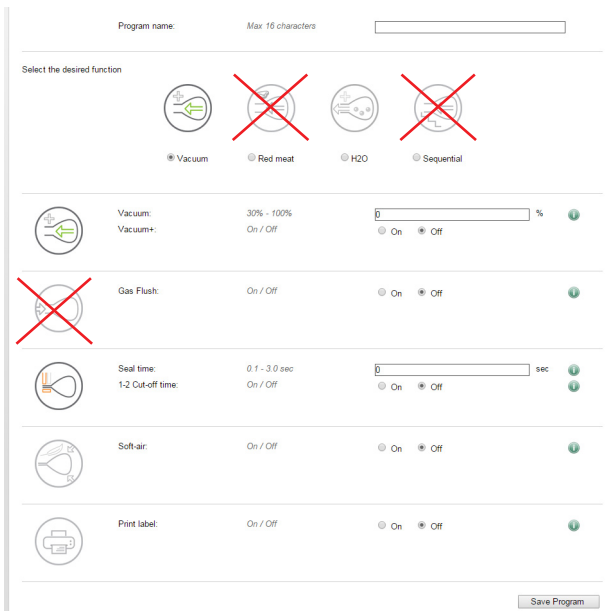 Program name: Max 16 characters
Select the desired function
Vacuum Red meat H2O Sequential
Vacuum: 30% - 100% 0 %
Vacuum+: On / Off On Off
Gas Flush: On / Off On Off
Seal time: 0.1 - 3.0 sec 0 sec
1-2 Cut-off time: On / Off On Off
Soft-air: On / Off On Off
Print label: On / Off On Off
Save Program